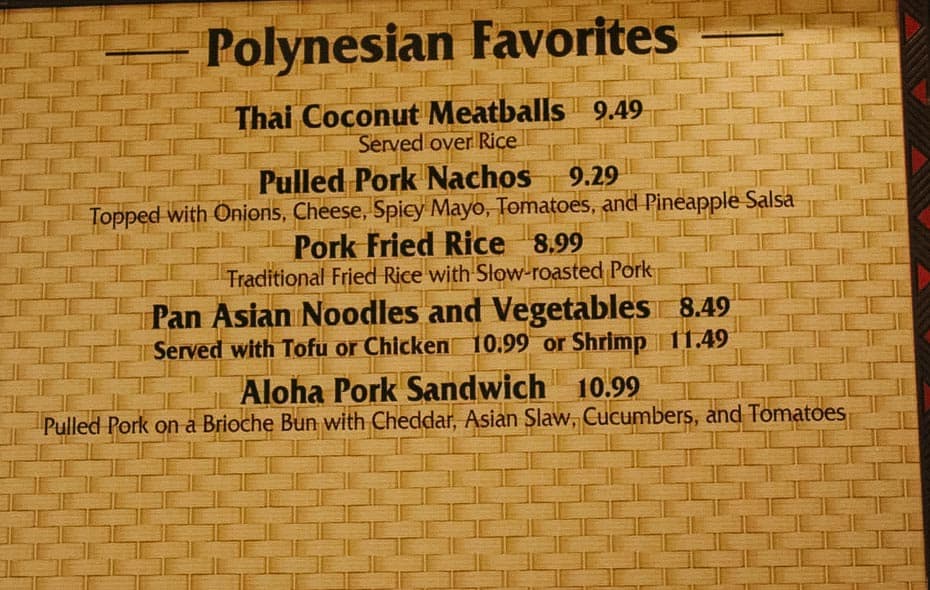 Polynesian Favorites
Thai Coconut Meatballs 9.49
Served over Rice
Pulled Pork Nachos 9.29
Topped with Onions, Cheese, Spicy Mayo, Tomatoes, and Pineapple Salsa
Pork Fried Rice 8.99
Traditional Fried Rice with Slow-roasted Pork
Pan Asian Noodles and Vegetables 8.49
Served with Tofu or Chicken 10.99 or Shrimp 11.49
Aloha Pork Sandwich 10.99
Pulled Pork on a Brioche Bun with Cheddar, Asian Slaw, Cucumbers, and Tomatoes